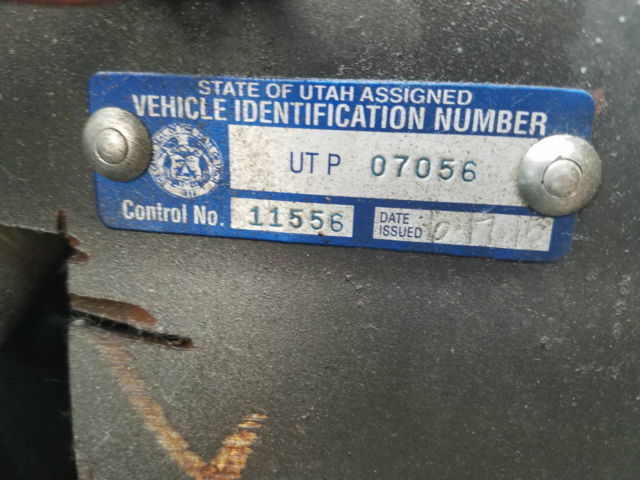 STATE OF UTAH ASSIGNED
VEHICLE IDENTIFICATION NUMBER
UTP 07056
Control No. 11556
DATE ISSUED